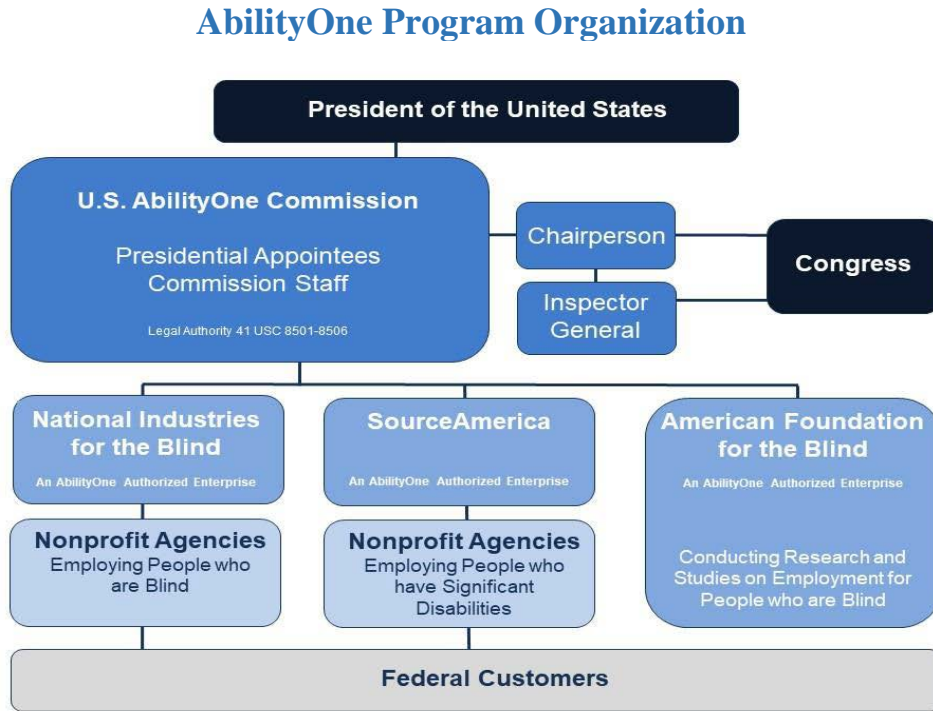 AbilityOne Program Organization
President of the United States
U.S. AbilityOne Commission
Presidential Appointees
Commission Staff
Legal Authority 41 USC 8501-8506
Chairperson
Inspector
General
Congress
National Industries
for the Blind
An AbilityOne Authorized Enterprise
SourceAmerica
An AbilityOne Authorized Enterprise
American Foundation
for the Blind
An AbilityOne Authorized Enterprise
Conducting Research and
Studies on Employment for
People who are Blind
Nonprofit Agencies
Employing People who
are Blind
Nonprofit Agencies
Employing People who
have Significant
Disabilities
Federal Customers